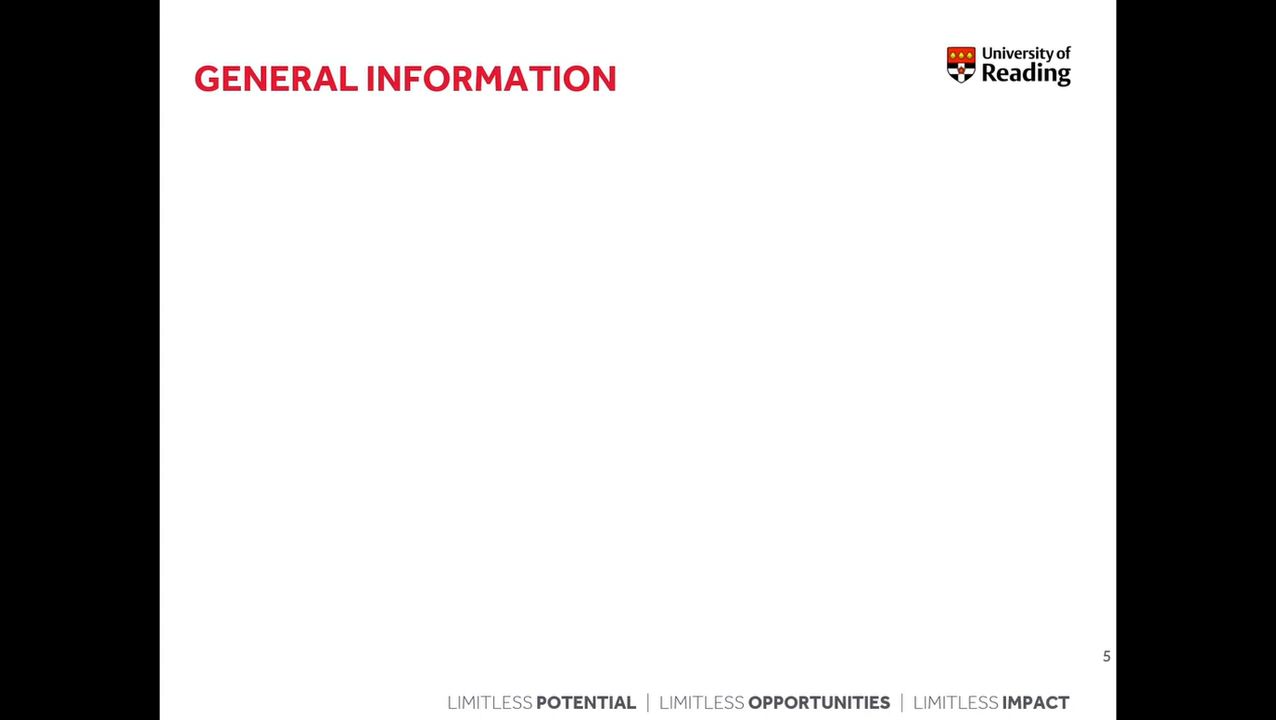 GENERAL INFORMATION
University of
Reading
5
LIMITLESS POTENTIAL | LIMITLESS OPPORTUNITIES | LIMITLESS IMPACT